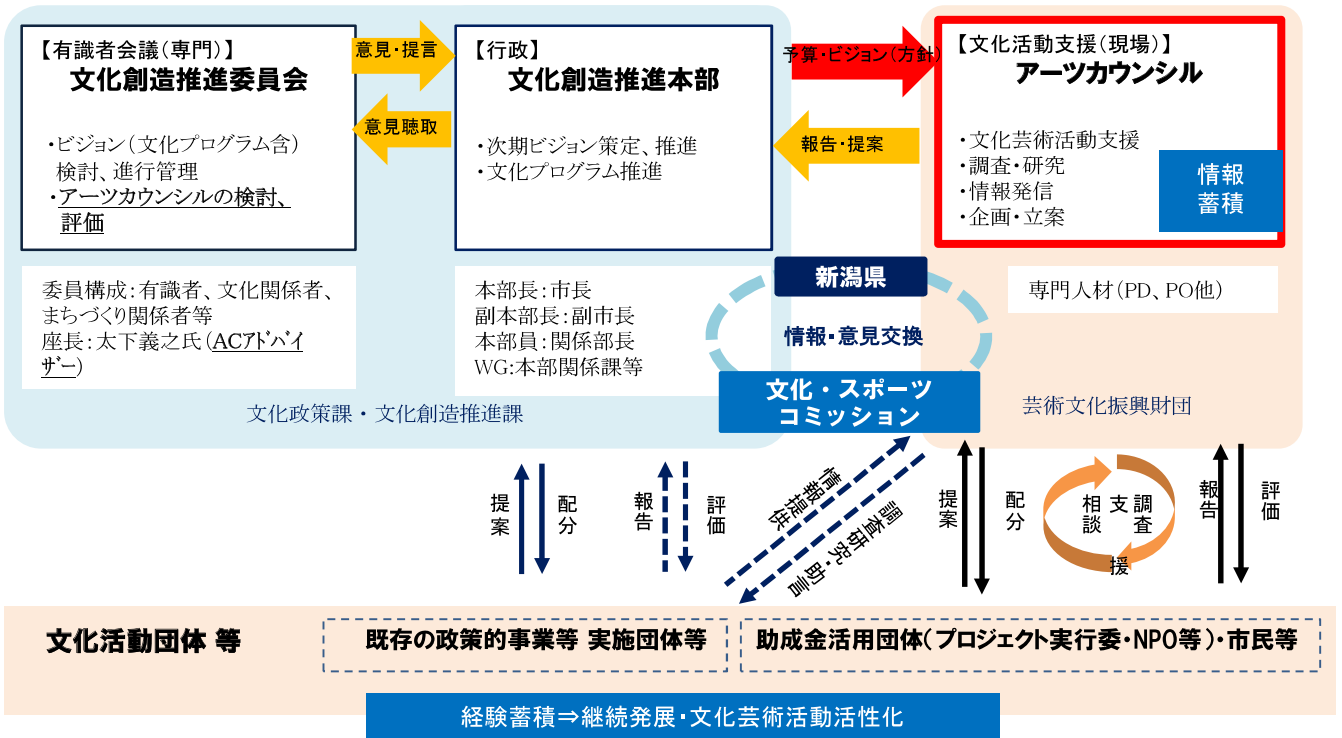 【有識者会議（専門）】
文化創造推進委員会
・ビジョン（文化プログラム含）
検討、進行管理
・アーツカウンシルの検討、
評価
意見・提言
意見聴取
【行政】
文化創造推進本部
・次期ビジョン策定、推進
・文化プログラム推進
予算・ビジョン（方針）
報告・提案
【文化活動支援（現場）】
アーツカウンシル
・文化芸術活動支援
・調査・研究
・情報発信
・企画・立案
情報
蓄積
委員構成：有識者、文化関係者、
まちづくり関係者等
座長：太下義之氏（ACｱﾄﾞﾊﾞｲ
ｻﾞｰ）
本部長：市長
副本部長：副市長
本部員：関係部長
WG:本部関係課等
新潟県
情報・意見交換
文化・スポーツ
コミッション
専門人材（PD、PO他）
文化政策課・文化創造推進課
芸術文化振興財団
提案
配分
報告
評価
情報提供
調査研究・助言
提案
配分
相談
支援
調査
報告
評価
文化活動団体 等
既存の政策的事業等 実施団体等
助成金活用団体（プロジェクト実行委・NPO等）・市民等
経験蓄積⇒継続発展・文化芸術活動活性化